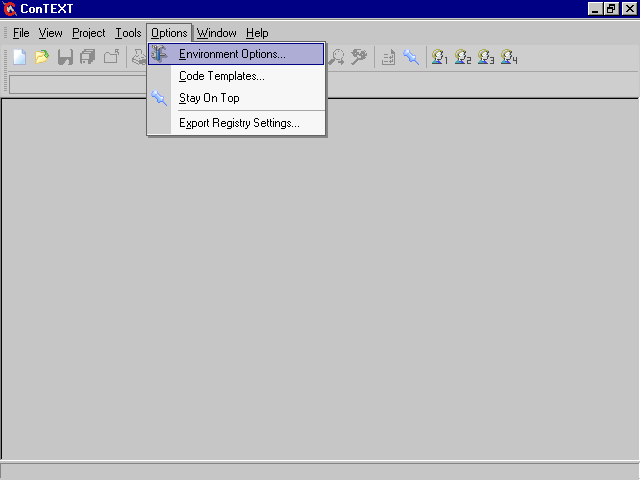 ConTEXT
File View Project Tools Options Window Help
Environment Options...
1 2 3 4
Code Templates...
Stay On Top
Export Registry Settings...